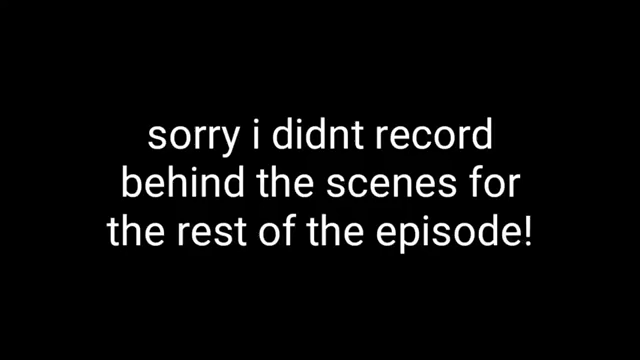 sorry i didnt record
behind the scenes for
the rest of the episode!